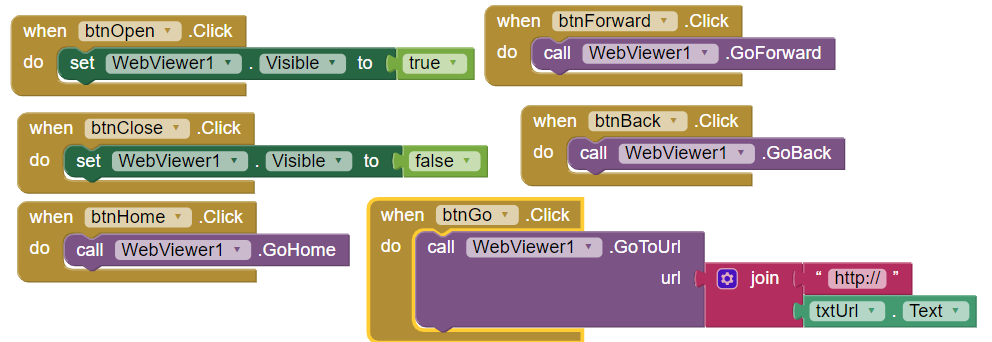 when btnOpen .Click
do set WebViewer1 . Visible to true
when btnForward .Click
do call WebViewer1 .GoForward
when btnClose .Click
do set WebViewer1 . Visible to false
when btnBack .Click
do call WebViewer1 .GoBack
when btnHome .Click
do call WebViewer1 .GoHome
when btnGo .Click
do call WebViewer1 .GoToUrl
url join “ http:// ”
txtUrl . Text